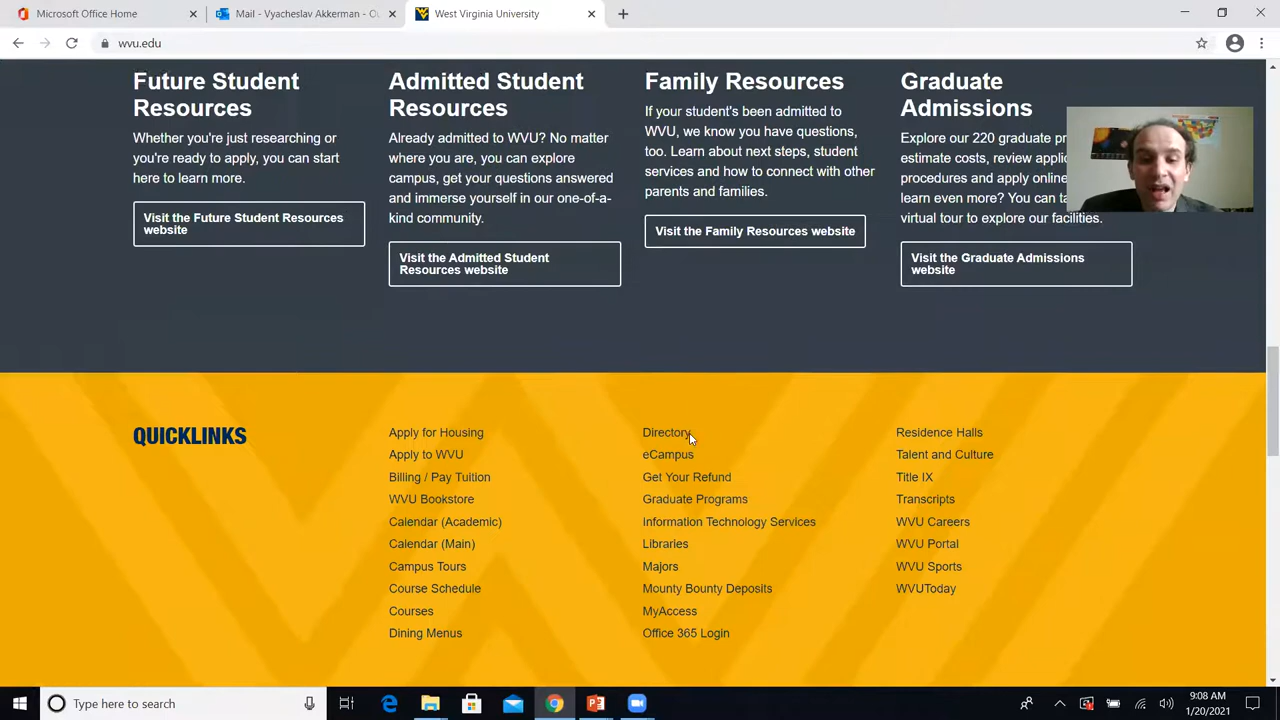 Microsoft Office Home
Mail - Vyacheslav Akkerman - Ou
West Virginia University
wvu.edu
Future Student
Resources
Whether you're just researching or
you're ready to apply, you can start
here to learn more.
Visit the Future Student Resources
website
Admitted Student
Resources
Already admitted to WVU? No matter
where you are, you can explore
campus, get your questions answered
and immerse yourself in our one-of-a-
kind community.
Visit the Admitted Student
Resources website
Family Resources
If your student's been admitted to
WVU, we know you have questions,
too. Learn about next steps, student
services and how to connect with other
parents and families.
Visit the Family Resources website
Graduate
Admissions
Explore our 220 graduate pr
estimate costs, review applic
procedures and apply online
learn even more? You can ta
virtual tour to explore our facilities.
Visit the Graduate Admissions
website
QUICKLINKS
Apply for Housing
Apply to WVU
Billing / Pay Tuition
WVU Bookstore
Calendar (Academic)
Calendar (Main)
Campus Tours
Course Schedule
Courses
Dining Menus
Directory
eCampus
Get Your Refund
Graduate Programs
Information Technology Services
Libraries
Majors
Mounty Bounty Deposits
MyAccess
Office 365 Login
Residence Halls
Talent and Culture
Title IX
Transcripts
WVU Careers
WVU Portal
WVU Sports
WVUToday
Type here to search
9:08 AM
1/20/2021